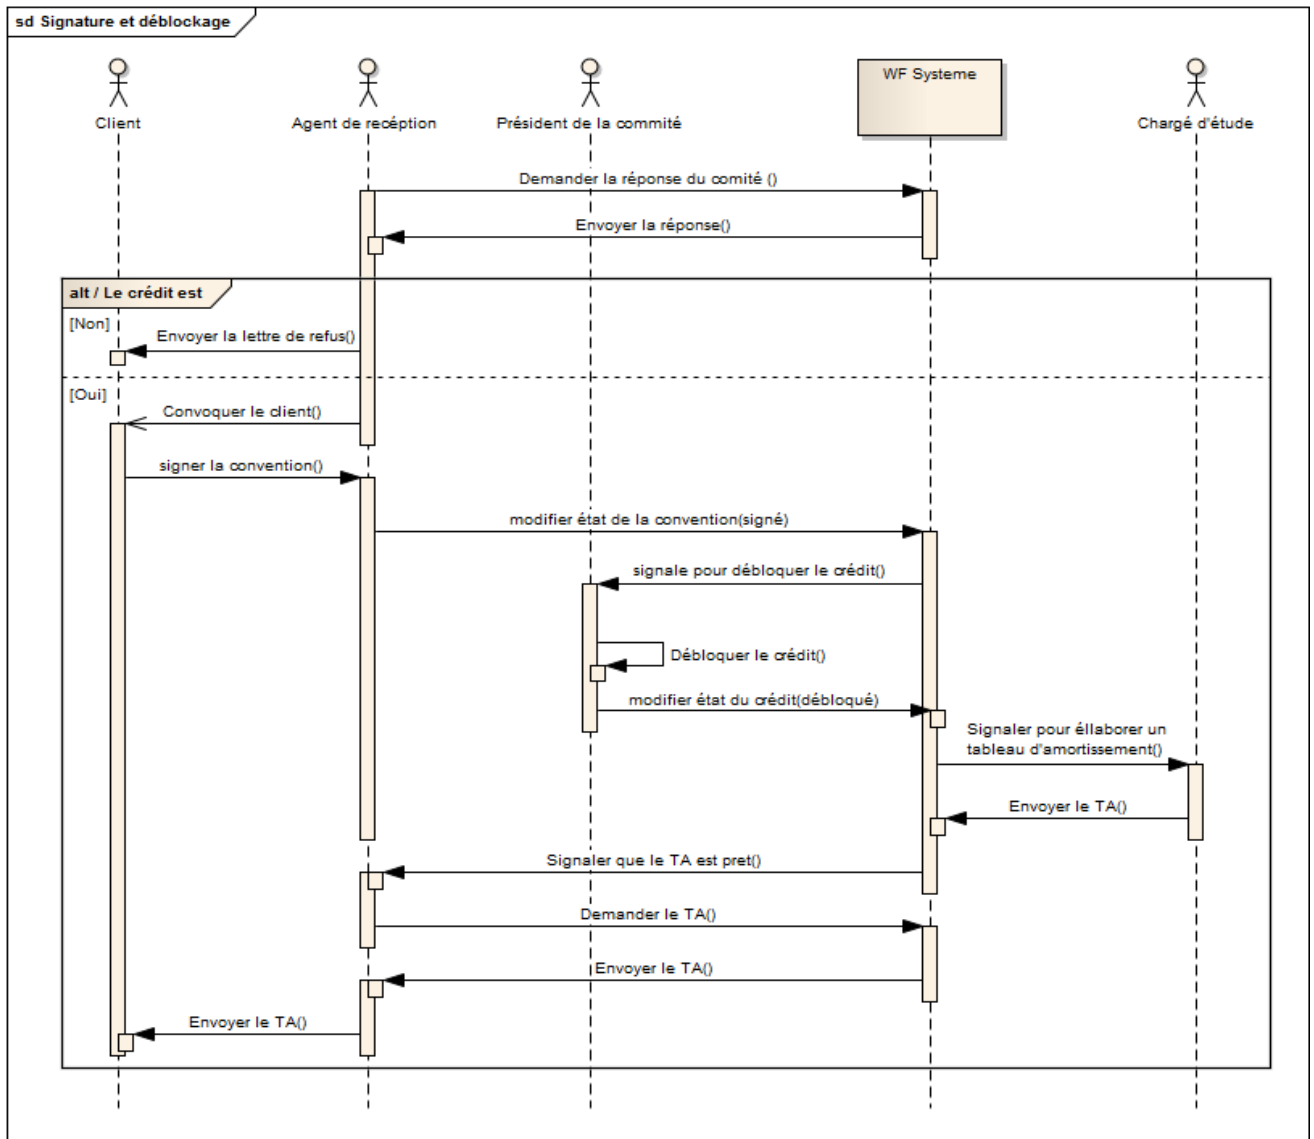 sd Signature et déblockage
Client
Agent de recéption
Président de la commité
WF Systeme
Chargé d'étude
Demander la réponse du comité ()
Envoyer la réponse()
alt / Le crédit est
[Non]
Envoyer la lettre de refus()
[Oui]
Convoquer le client()
signer la convention()
modifier état de la convention(signé)
signale pour débloquer le crédit()
Débloquer le crédit()
modifier état du crédit(débloqué)
Signaler pour éllaborer un
tableau d'amortissement()
Envoyer le TA()
Signaler que le TA est pret()
Demander le TA()
Envoyer le TA()
Envoyer le TA()